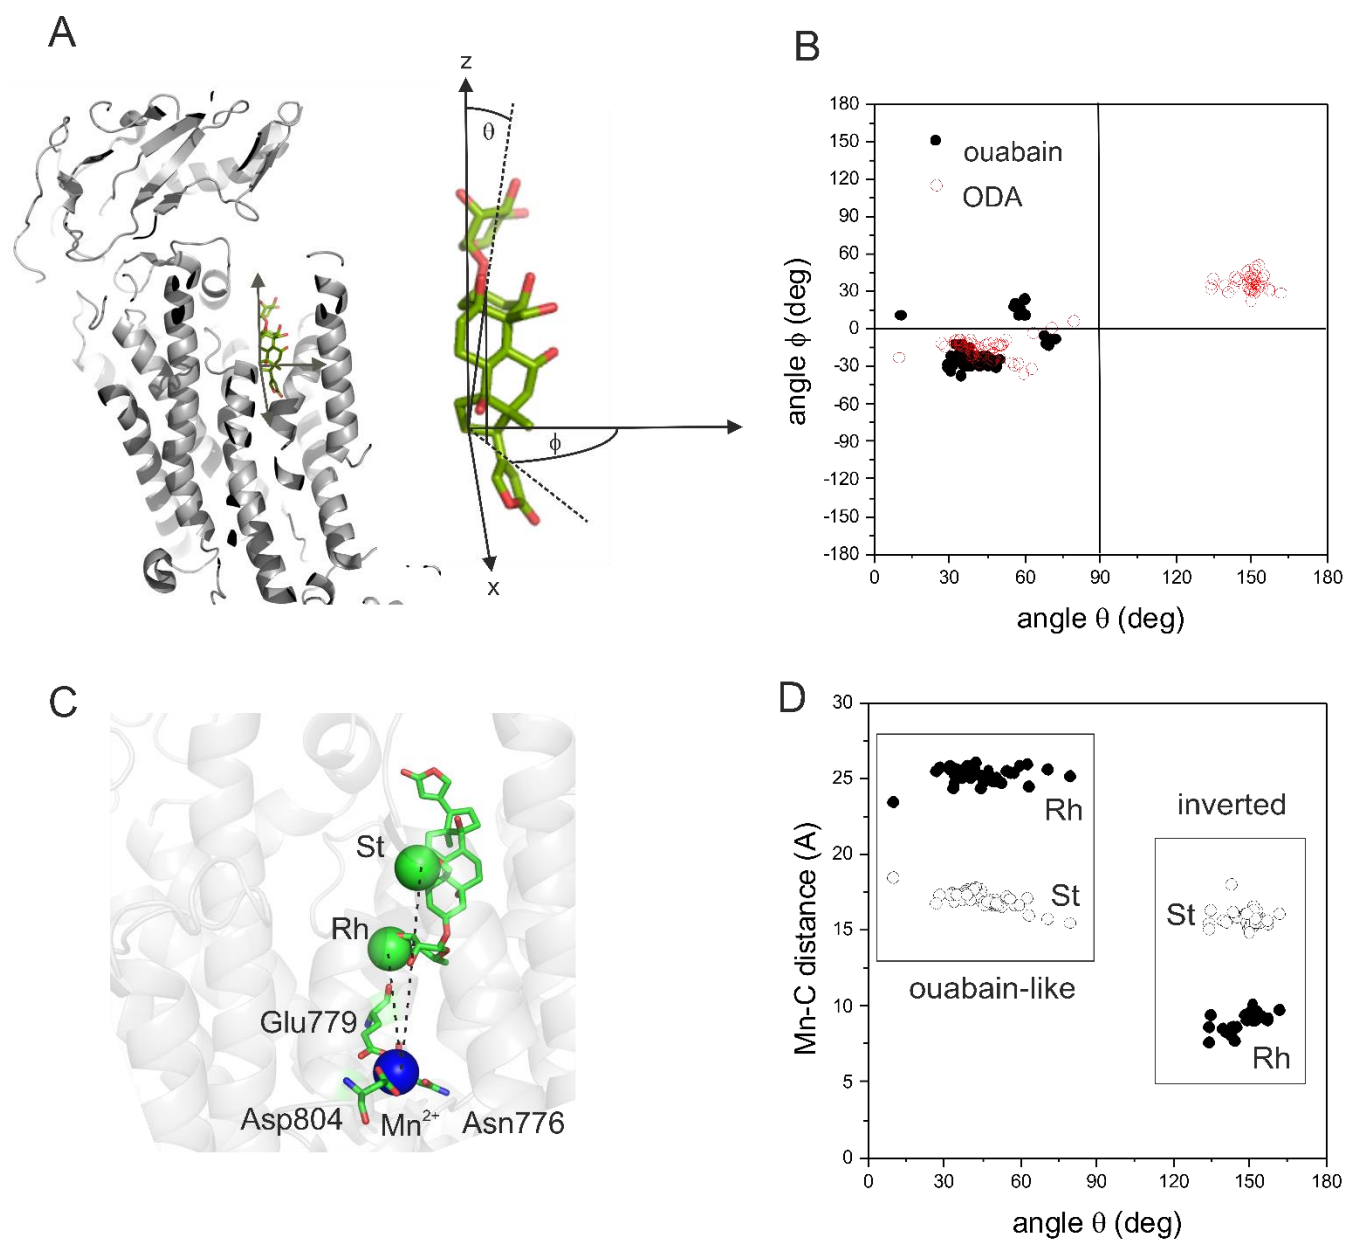 A
z
θ
ϕ
x
B
180
150
120
90
60
30
0
-30
-60
-90
-120
-150
-180
ouabain
ODA
0 30 60 90 120 150 180
angle ϕ (deg)
angle θ (deg)
C
St
Rh
Glu779
Asp804 Mn²⁺ Asn776
D
30
25
20
15
10
5
0
Rh
St
ouabain-like
inverted
St
Rh
0 30 60 90 120 150 180
Mn-C distance (A)
angle θ (deg)